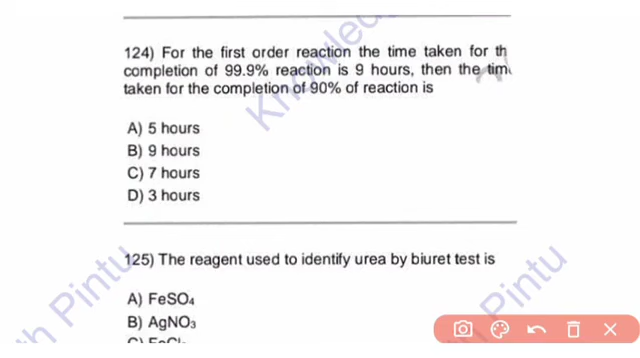 124) For the first order reaction the time taken for th
completion of 99.9% reaction is 9 hours, then the tim
taken for the completion of 90% of reaction is
A) 5 hours
B) 9 hours
C) 7 hours
D) 3 hours
125) The reagent used to identify urea by biuret test is
A) FeSO₄
B) AgNO₃
h Pintu
Pintu